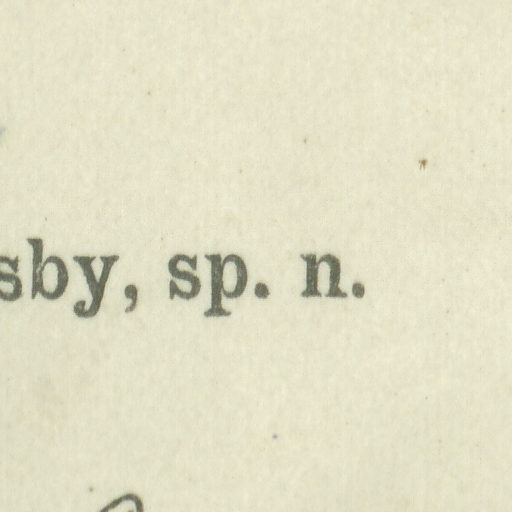 sby, sp. n.